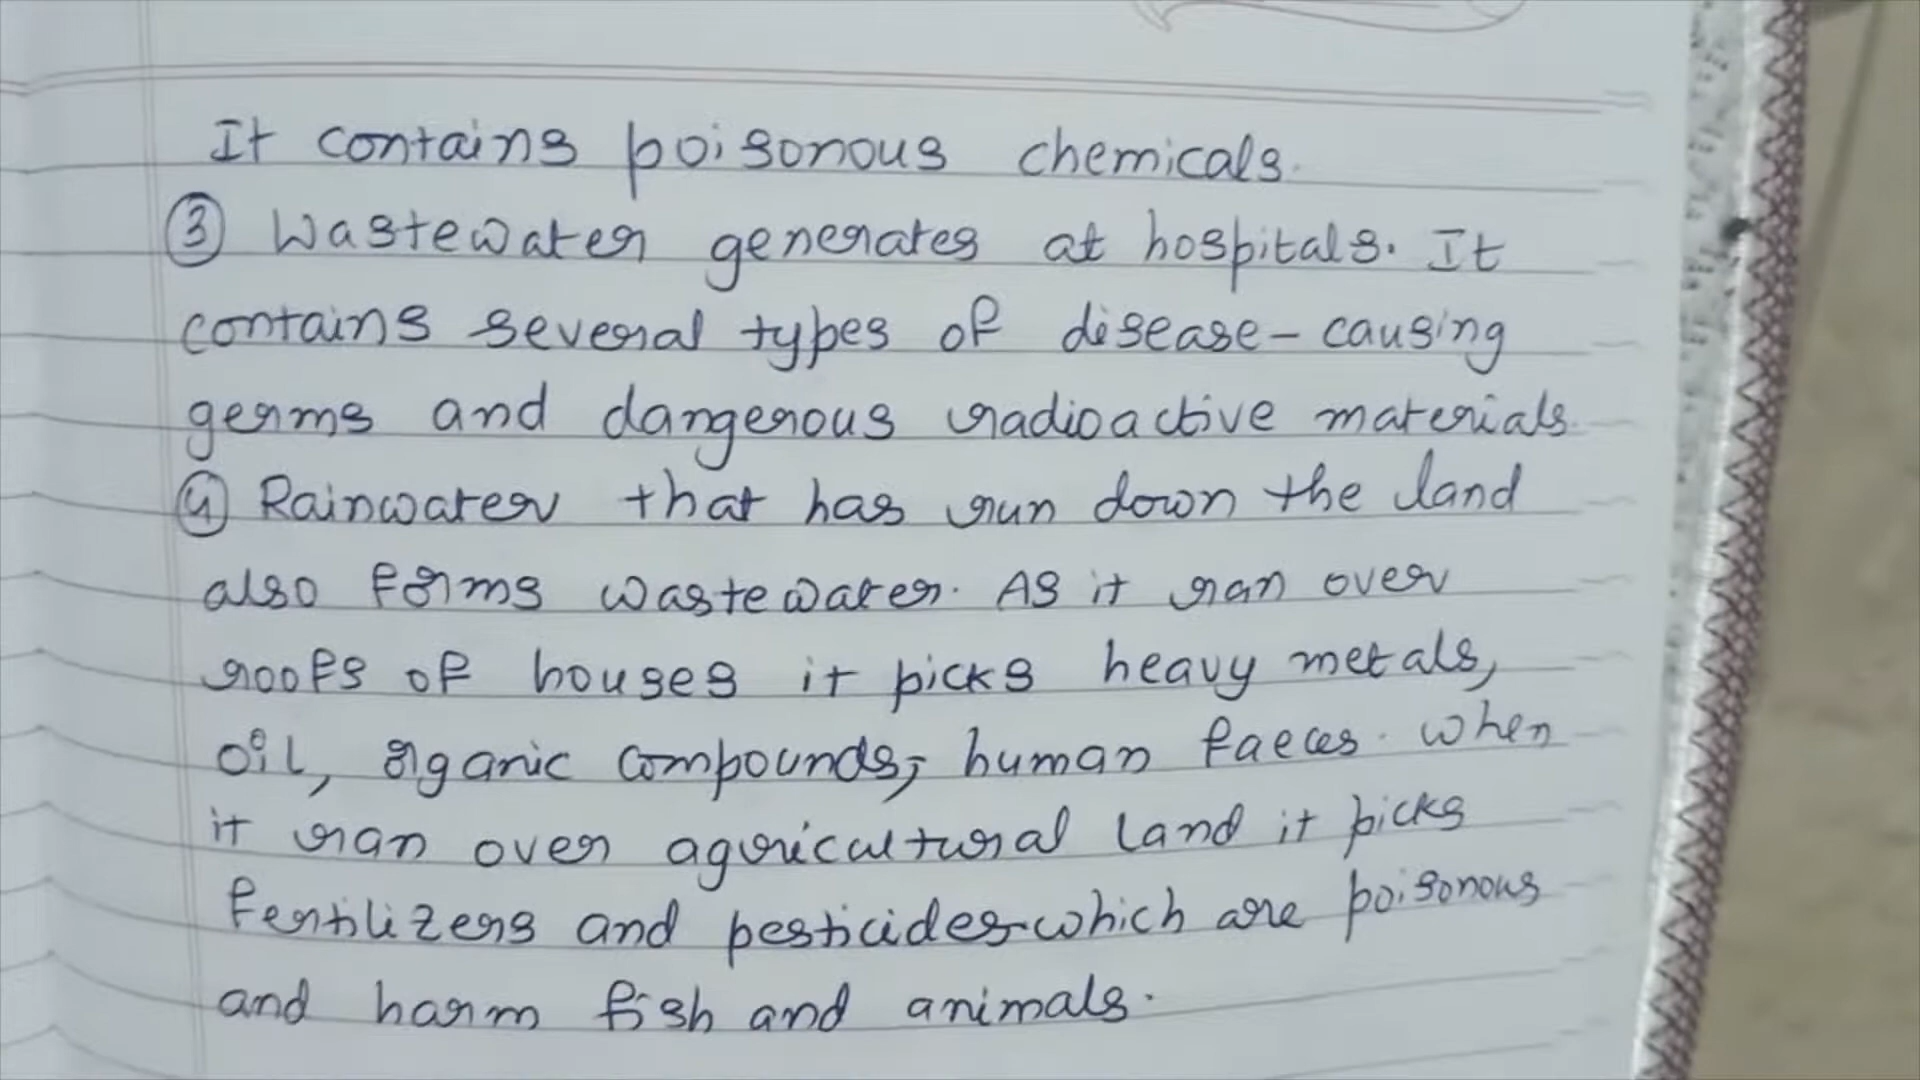 It contains poisonous chemicals.
③ Wastewater generates at hospitals. It
contains several types of disease-causing
germs and dangerous radioactive materials
④ Rainwater that has run down the land
also forms wastewater. As it ran over
roofs of houses it picks heavy metals,
oil, organic compounds, human faeces. when
it ran over agricultural land it picks
fertilizers and pesticides which are poisonous
and harm fish and animals.